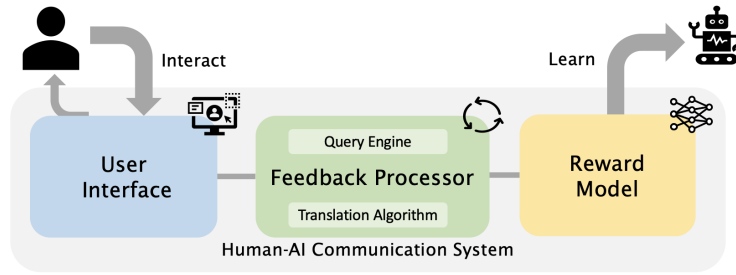 Interact
Learn
User
Interface
Query Engine
Feedback Processor
Translation Algorithm
Reward
Model
Human-AI Communication System